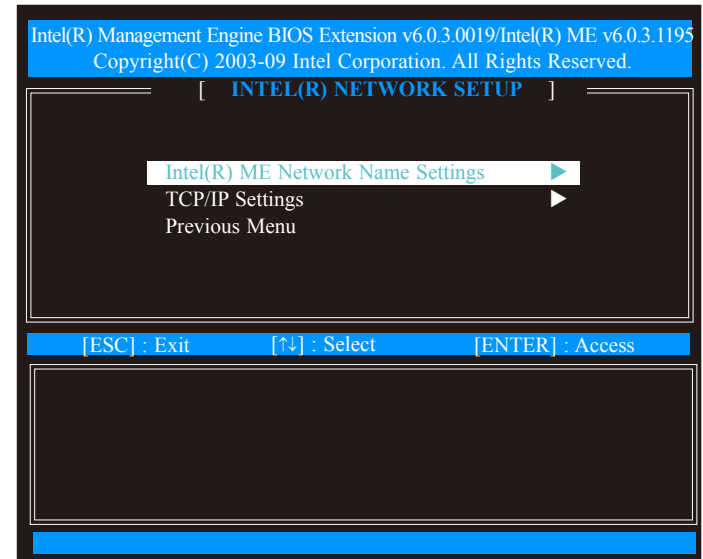 Intel(R) Management Engine BIOS Extension v6.0.3.0019/Intel(R) ME v6.0.3.1195
Copyright(C) 2003-09 Intel Corporation. All Rights Reserved.
[ INTEL(R) NETWORK SETUP ]
Intel(R) ME Network Name Settings ▶
TCP/IP Settings ▶
Previous Menu
[ESC] : Exit [↑↓] : Select [ENTER] : Access